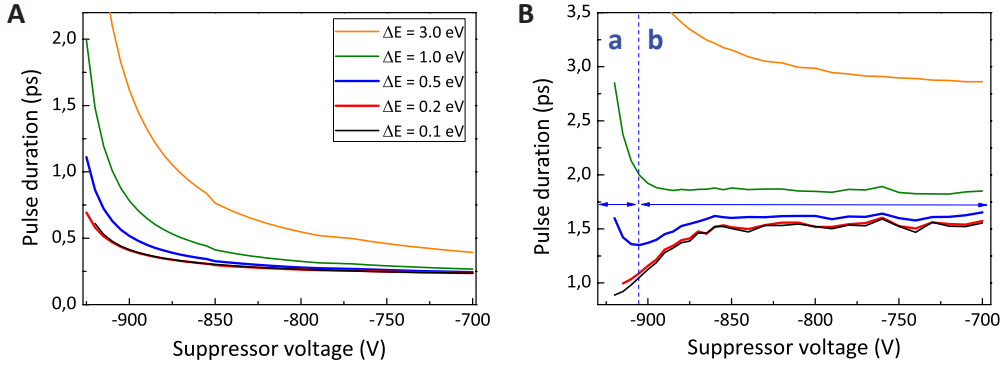 A
Pulse duration (ps)
2,0
1,5
1,0
0,5
0,0
ΔE = 3.0 eV
ΔE = 1.0 eV
ΔE = 0.5 eV
ΔE = 0.2 eV
ΔE = 0.1 eV
-900
-850
-800
-750
-700
Suppressor voltage (V)
B
Pulse duration (ps)
3,5
3,0
2,5
2,0
1,5
1,0
a b
-900
-850
-800
-750
-700
Suppressor voltage (V)